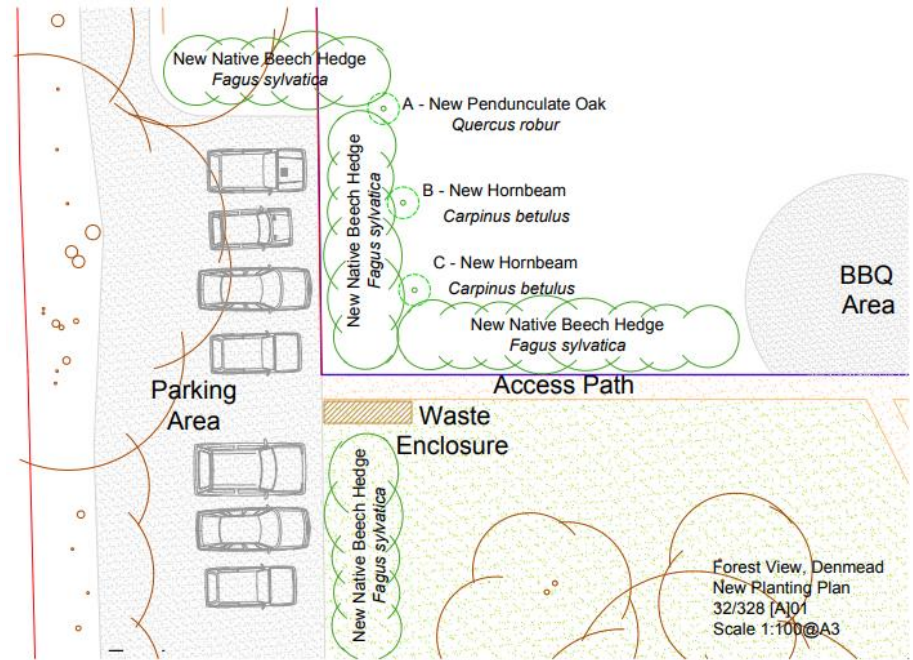 New Native Beech Hedge
Fagus sylvatica
A - New Pendunculate Oak
Quercus robur
New Native Beech Hedge
Fagus sylvatica
B - New Hornbeam
Carpinus betulus
C - New Hornbeam
Carpinus betulus
New Native Beech Hedge
Fagus sylvatica
BBQ
Area
Access Path
Parking
Area
Waste
Enclosure
New Native Beech Hedge
Fagus sylvatica
Forest View, Denmead
New Planting Plan
32/328 [A]01
Scale 1:100@A3